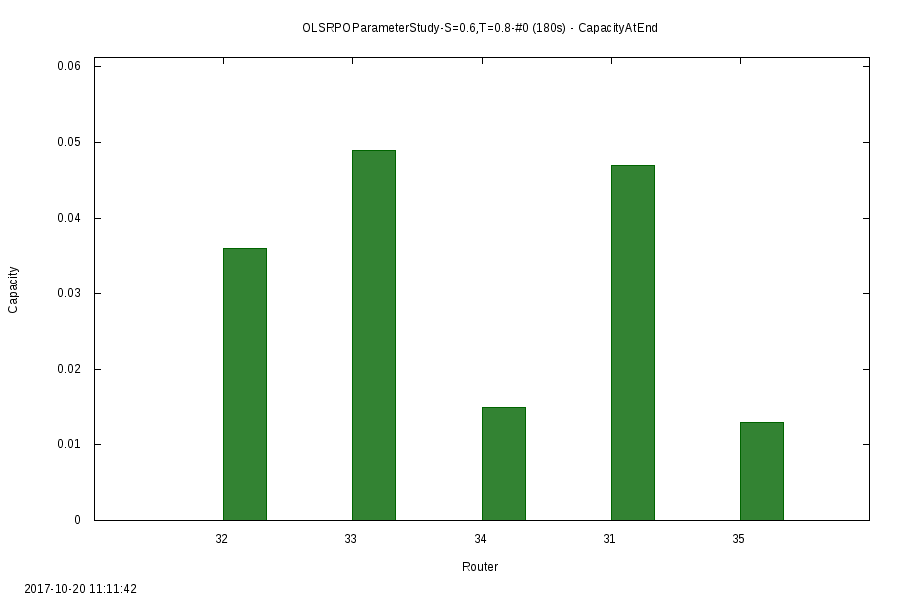 OLSRPOParameterStudy-S=0.6,T=0.8-#0 (180s) - CapacityAtEnd
0.06
0.05
0.04
0.03
0.02
0.01
0
Capacity
32 33 34 31 35
Router
2017-10-20 11:11:42